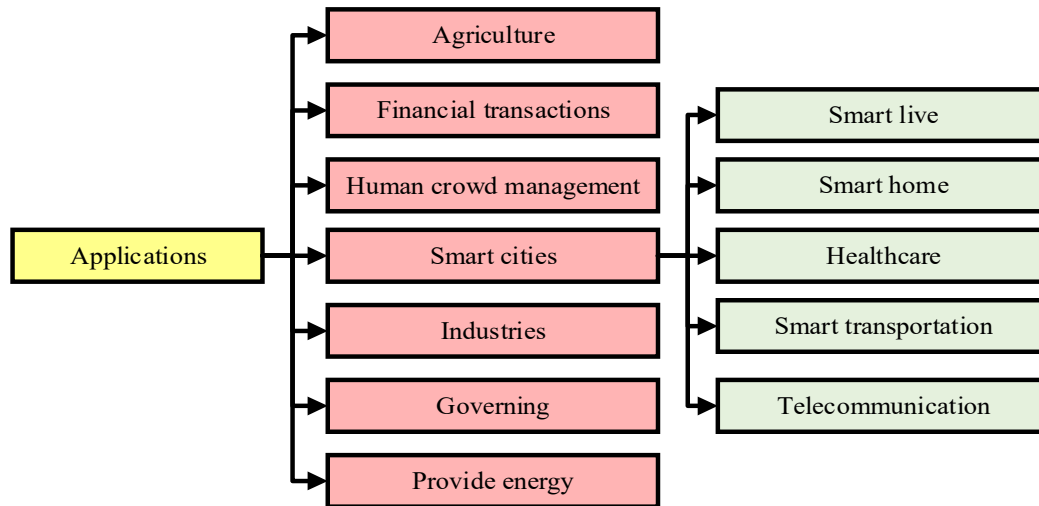 Applications
Agriculture
Financial transactions
Human crowd management
Smart cities
Industries
Governing
Provide energy
Smart live
Smart home
Healthcare
Smart transportation
Telecommunication